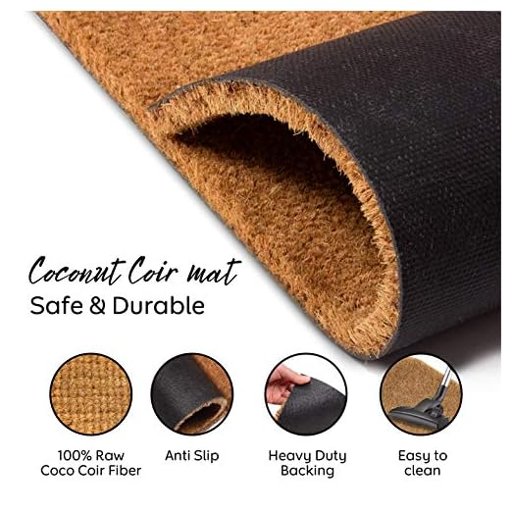 Coconut Coir mat
Safe & Durable
100% Raw
Coco Coir Fiber
Anti Slip
Heavy Duty
Backing
Easy to
clean